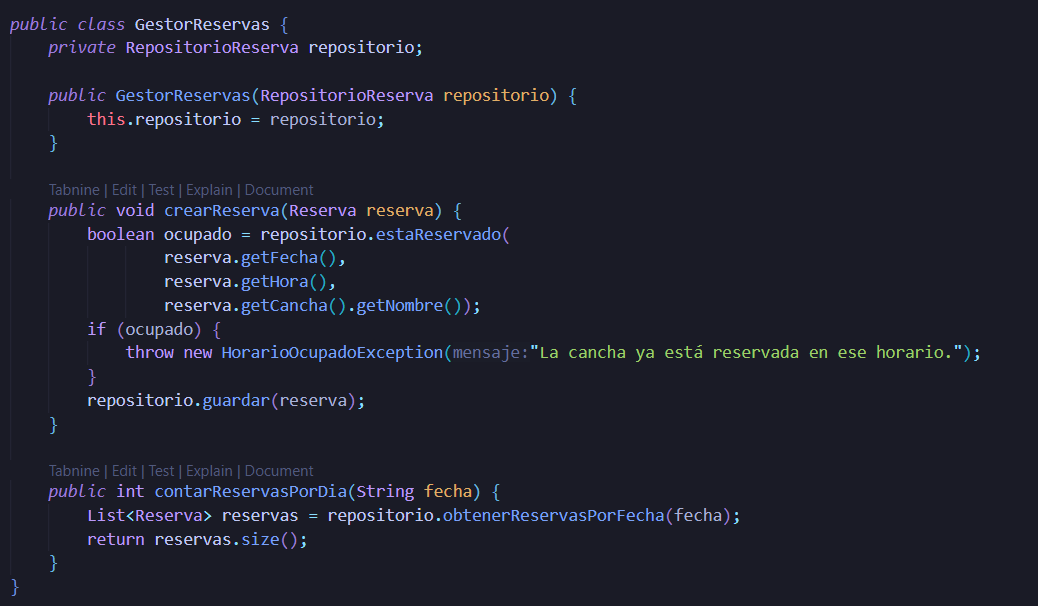 public class GestorReservas {
    private RepositorioReserva repositorio;
    public GestorReservas(RepositorioReserva repositorio) {
        this.repositorio = repositorio;
    }
    Tabnine | Edit | Test | Explain | Document
    public void crearReserva(Reserva reserva) {
        boolean ocupado = repositorio.estaReservado(
                reserva.getFecha(),
                reserva.getHora(),
                reserva.getCancha().getNombre());
        if (ocupado) {
            throw new HorarioOcupadoException(mensaje:"La cancha ya está reservada en ese horario.");
        }
        repositorio.guardar(reserva);
    }
    Tabnine | Edit | Test | Explain | Document
    public int contarReservasPorDia(String fecha) {
        List<Reserva> reservas = repositorio.obtenerReservasPorFecha(fecha);
        return reservas.size();
    }
}